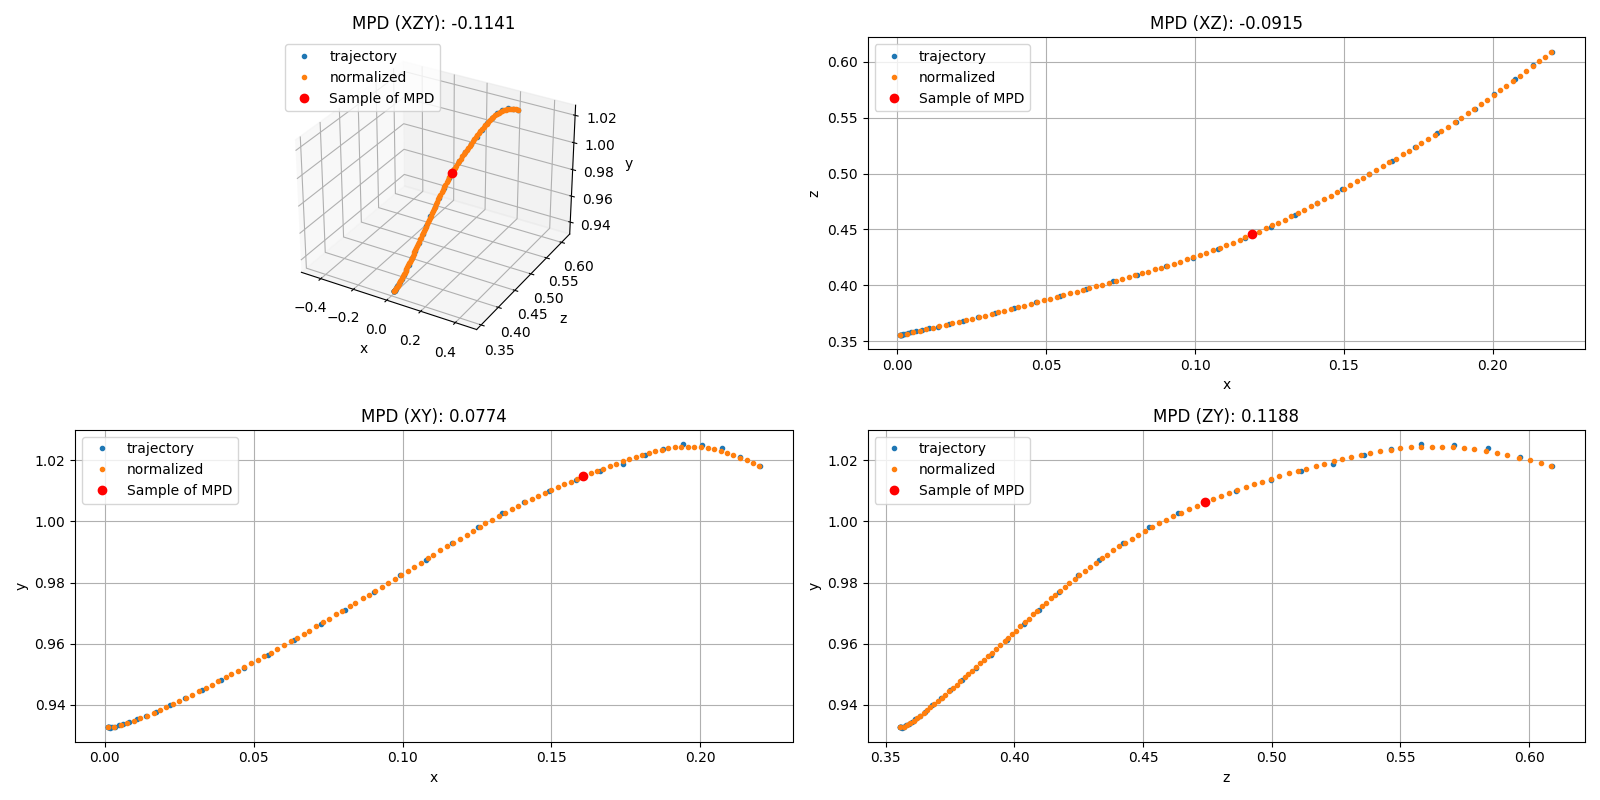 MPD (XZY): -0.1141
trajectory
normalized
Sample of MPD
1.02
1.00
0.98
0.96
0.94
y
0.60
0.55
0.50
0.45
0.40
0.35
z
−0.4
−0.2
0.0
0.2
0.4
x
MPD (XZ): -0.0915
trajectory
normalized
Sample of MPD
0.60
0.55
0.50
0.45
0.40
0.35
z
0.00 0.05 0.10 0.15 0.20
x
MPD (XY): 0.0774
trajectory
normalized
Sample of MPD
1.02
1.00
0.98
0.96
0.94
y
0.00 0.05 0.10 0.15 0.20
x
MPD (ZY): 0.1188
trajectory
normalized
Sample of MPD
1.02
1.00
0.98
0.96
0.94
y
0.35 0.40 0.45 0.50 0.55 0.60
z